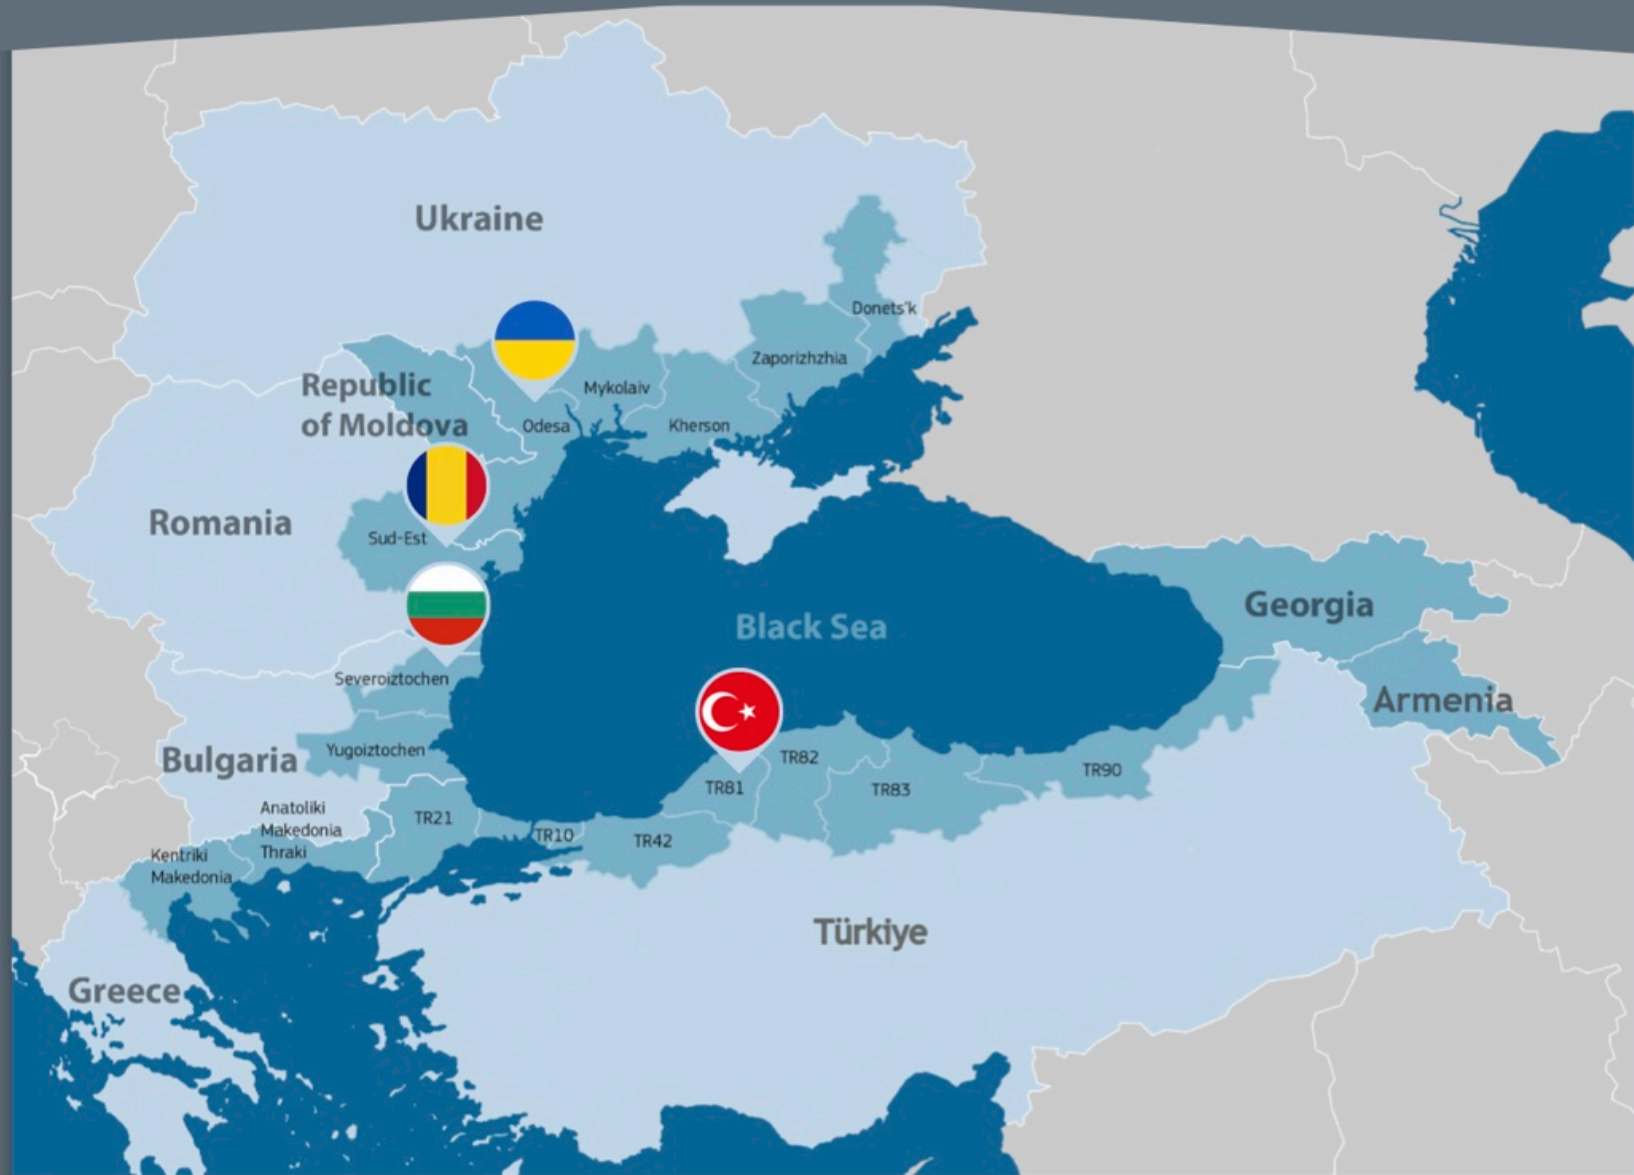 Ukraine
Donets'k
Zaporizhzhia
Republic
of Moldova
Mykolaiv
Odesa
Kherson
Romania
Sud-Est
Georgia
Black Sea
Severoiztochen
Armenia
Bulgaria
Yugoiztochen
TR82
TR81
TR83
TR90
Anatoliki
Makedonia
Thraki
TR21
TR10
TR42
Kentriki
Makedonia
Türkiye
Greece